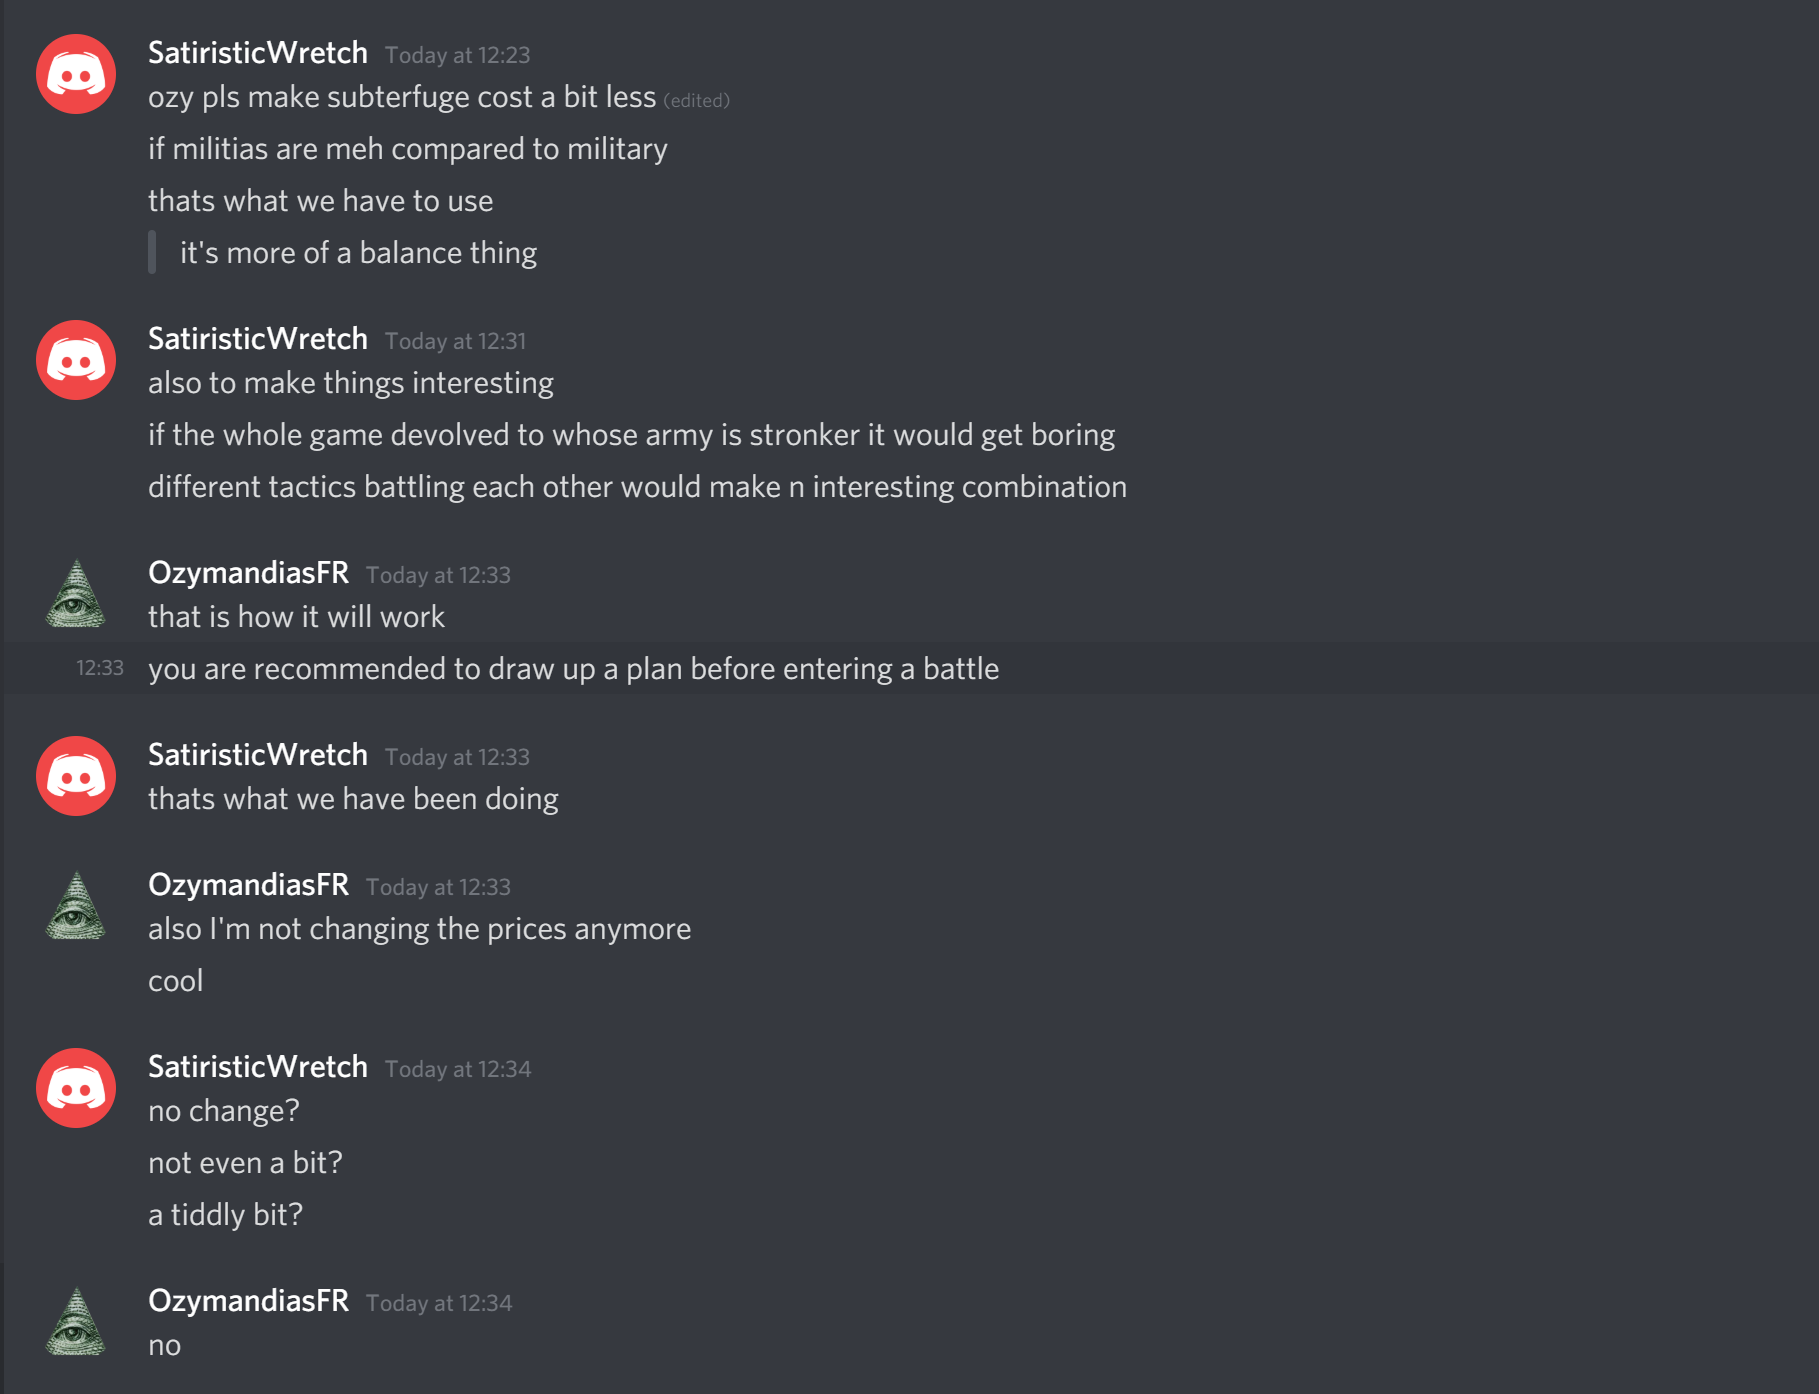 SatiristicWretch Today at 12:23
ozy pls make subterfuge cost a bit less (edited)
if militias are meh compared to military
thats what we have to use
it's more of a balance thing
SatiristicWretch Today at 12:31
also to make things interesting
if the whole game devolved to whose army is stronker it would get boring
different tactics battling each other would make n interesting combination
OzymandiasFR Today at 12:33
that is how it will work
12:33 you are recommended to draw up a plan before entering a battle
SatiristicWretch Today at 12:33
thats what we have been doing
OzymandiasFR Today at 12:33
also I'm not changing the prices anymore
cool
SatiristicWretch Today at 12:34
no change?
not even a bit?
a tiddly bit?
OzymandiasFR Today at 12:34
no